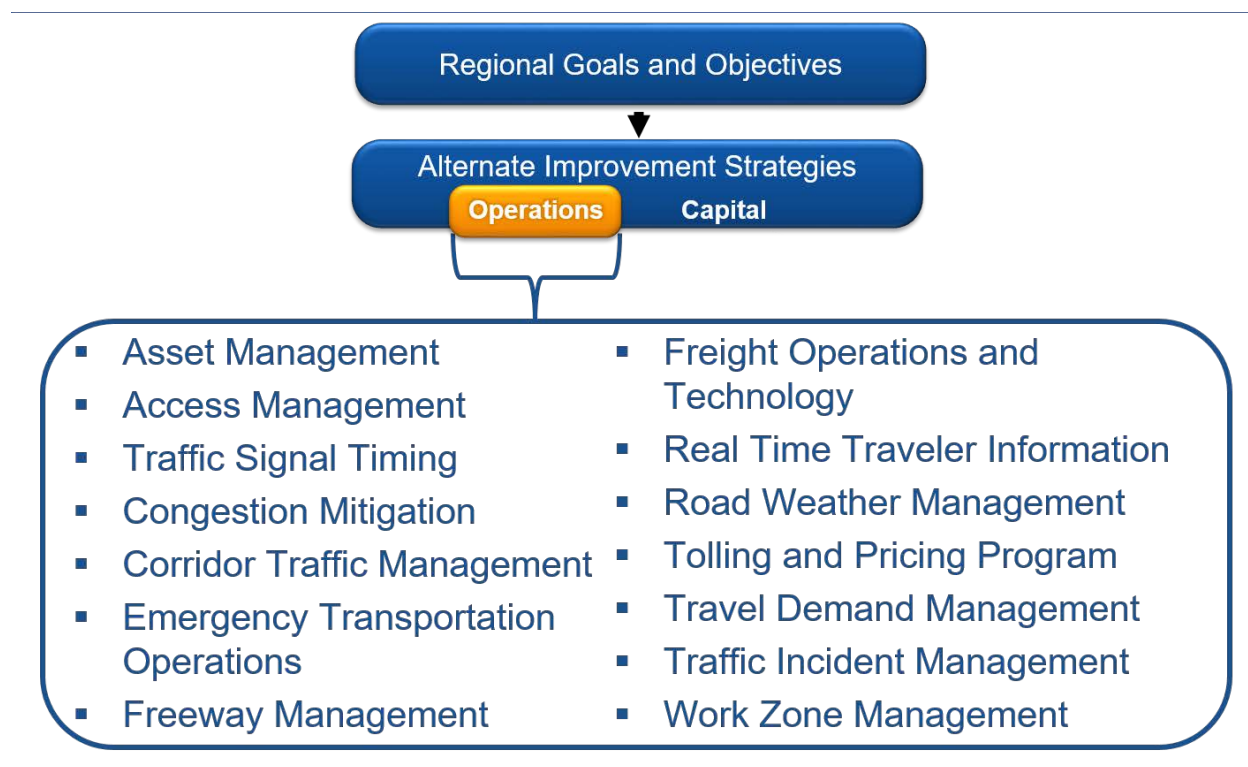 Regional Goals and Objectives
Alternate Improvement Strategies
Operations
Capital
Asset Management
Access Management
Traffic Signal Timing
Congestion Mitigation
Corridor Traffic Management
Emergency Transportation
Operations
Freeway Management
Freight Operations and
Technology
Real Time Traveler Information
Road Weather Management
Tolling and Pricing Program
Travel Demand Management
Traffic Incident Management
Work Zone Management